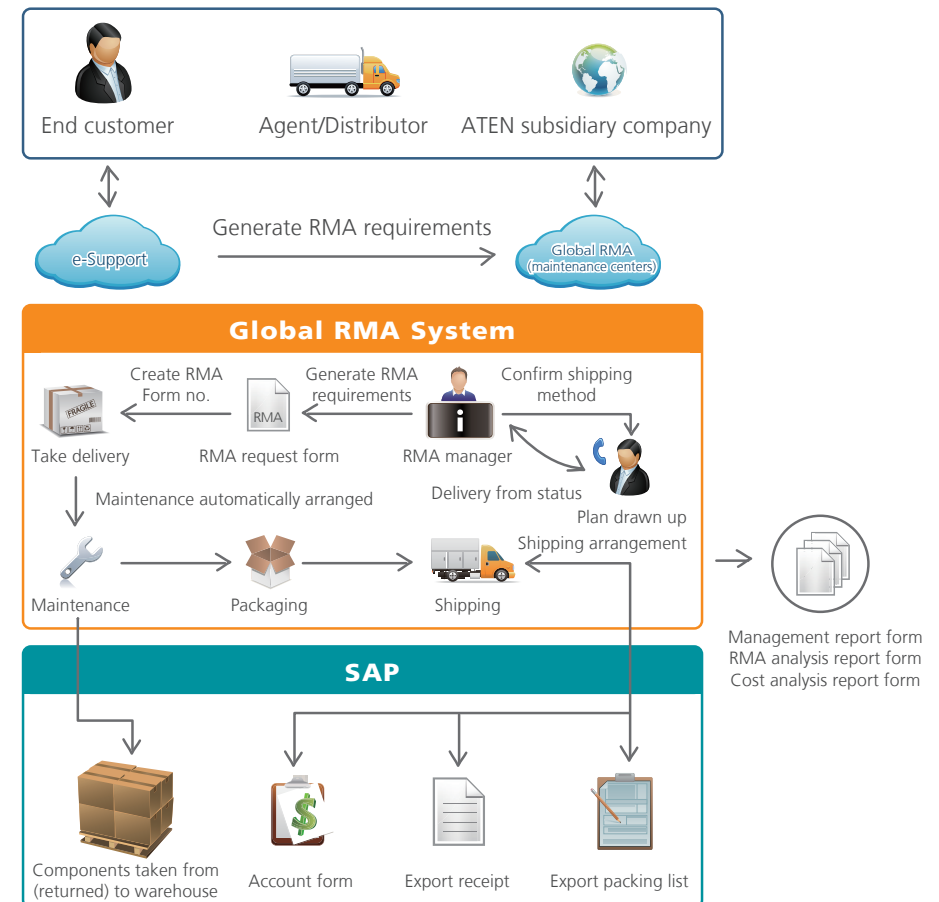 End customer
Agent/Distributor
ATEN subsidiary company
Generate RMA requirements
e-Support
Global RMA
(maintenance centers)
Global RMA System
Create RMA
Form no.
Generate RMA
requirements
Confirm shipping
method
FRAGILE
RMA
i
Take delivery
RMA request form
RMA manager
Maintenance automatically arranged
Delivery from status
Plan drawn up
Shipping arrangement
Maintenance
Packaging
Shipping
Management report form
RMA analysis report form
Cost analysis report form
SAP
$
Components taken from
(returned) to warehouse
Account form
Export receipt
Export packing list